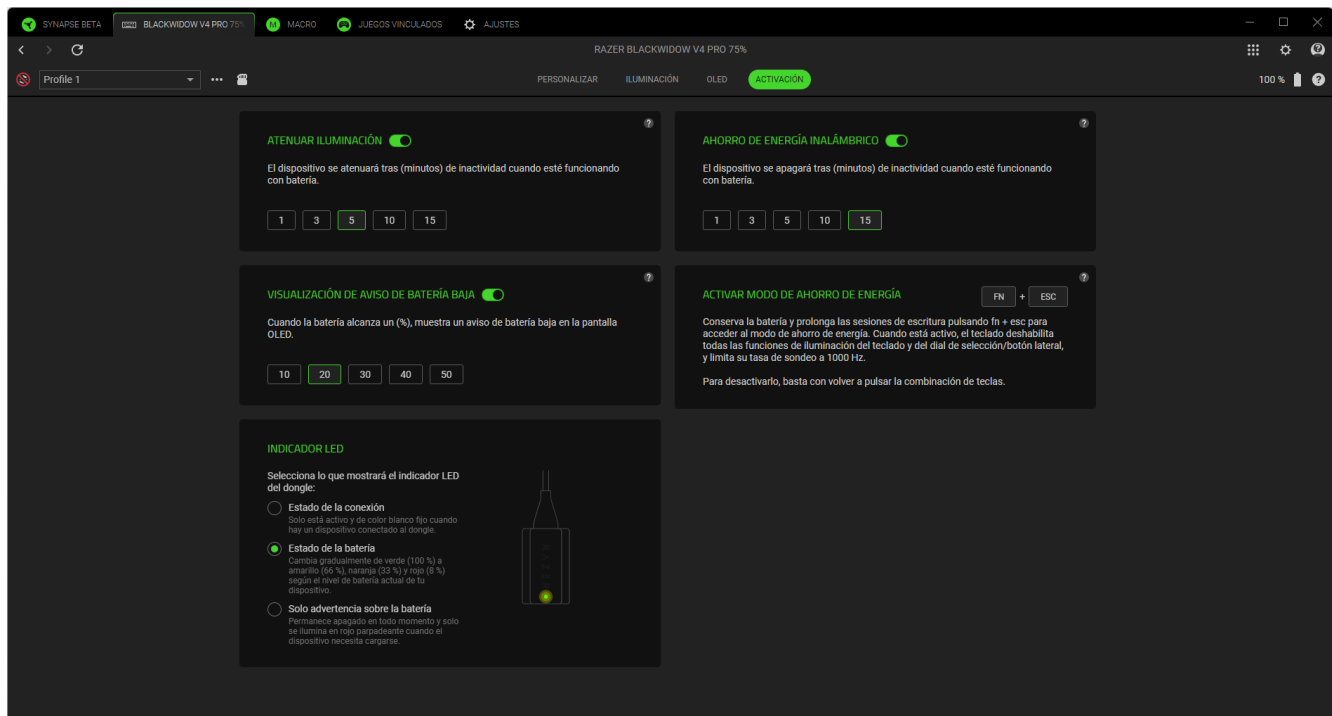 SYNAPSE BETA
BLACKWIDOW V4 PRO 75%
MACRO
JUEGOS VINCULADOS
AJUSTES
RAZER BLACKWIDOW V4 PRO 75%
Profile 1
PERSONALIZAR
ILUMINACIÓN
OLED
ACTIVACIÓN
100 %
ATENUAR ILUMINACIÓN
El dispositivo se atenuará tras (minutos) de inactividad cuando esté funcionando
con batería.
1 3 5 10 15
AHORRO DE ENERGÍA INALÁMBRICO
El dispositivo se apagará tras (minutos) de inactividad cuando esté funcionando
con batería.
1 3 5 10 15
VISUALIZACIÓN DE AVISO DE BATERÍA BAJA
Cuando la batería alcanza un (%), muestra un aviso de batería baja en la pantalla
OLED.
10 20 30 40 50
ACTIVAR MODO DE AHORRO DE ENERGÍA
FN + ESC
Conserva la batería y prolonga las sesiones de escritura pulsando fn + esc para
acceder al modo de ahorro de energía. Cuando está activo, el teclado deshabilita
todas las funciones de iluminación del teclado y del dial de selección/botón lateral,
y limita su tasa de sondeo a 1000 Hz.
Para desactivarlo, basta con volver a pulsar la combinación de teclas.
INDICADOR LED
Selecciona lo que mostrará el indicador LED
del dongle:
Estado de la conexión
Solo está activo y de color blanco fijo cuando
hay un dispositivo conectado al dongle.
Estado de la batería
Cambia gradualmente de verde (100 %) a
amarillo (66 %), naranja (33 %) y rojo (8 %)
según el nivel de batería actual de tu
dispositivo.
Solo advertencia sobre la batería
Permanece apagado en todo momento y solo
se ilumina en rojo parpadeante cuando el
dispositivo necesita cargarse.